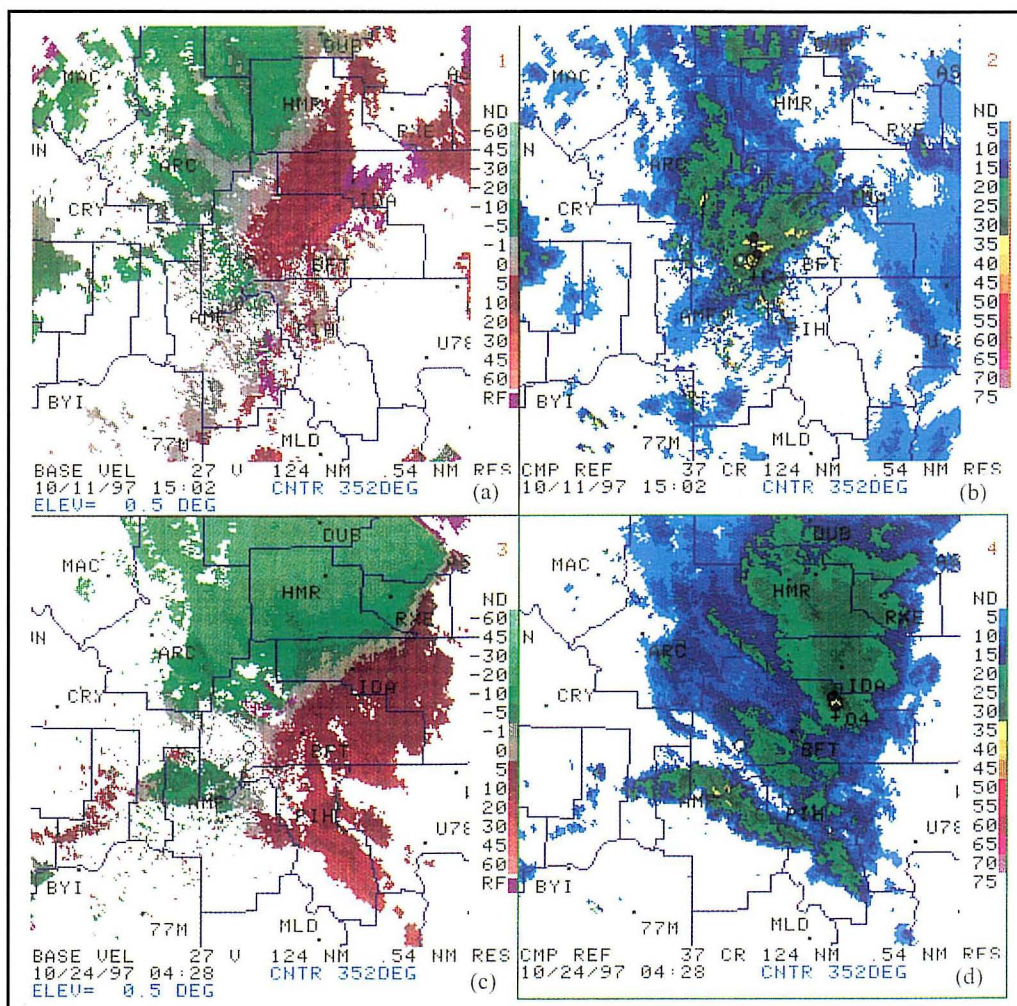 1
DUB
MAC
AS
HMR
RXE
N
ARC
IDA
CRY
BFT
AMF
PIH
U78
BYI
77M
MLD
ND
-60
45
-30
-20
-10
-5
-1
0
5
10
20
30
45
60
RF
BASE VEL 27 V 124 NM .54 NM RES
10/11/97 15:02 CNTR 352DEG
ELEV= 0.5 DEG
(a)
2
DUB
MAC
AS
HMR
RXE
N
ARC
IDA
CRY
BFT
AMF
PIH
U78
BYI
77M
MLD
ND
5
10
15
20
25
30
35
40
45
50
55
60
65
70
75
CMP REF 37 CR 124 NM .54 NM RES
10/11/97 15:02 CNTR 352DEG
(b)
3
DUB
MAC
AS
HMR
RXE
N
ARC
IDA
CRY
BFT
AMF
PIH
U78
BYI
77M
MLD
ND
-60
45
-30
-20
-10
-5
-1
0
5
10
20
30
45
60
RF
BASE VEL 27 V 124 NM .54 NM RES
10/24/97 04:28 CNTR 352DEG
ELEV= 0.5 DEG
(c)
4
DUB
MAC
AS
HMR
RXE
N
ARC
IDA
CRY
04
BFT
AMF
PIH
U78
BYI
77M
MLD
ND
5
10
15
20
25
30
35
40
45
50
55
60
65
70
75
CMP REF 37 CR 124 NM .54 NM RES
10/24/97 04:28 CNTR 352DEG
(d)